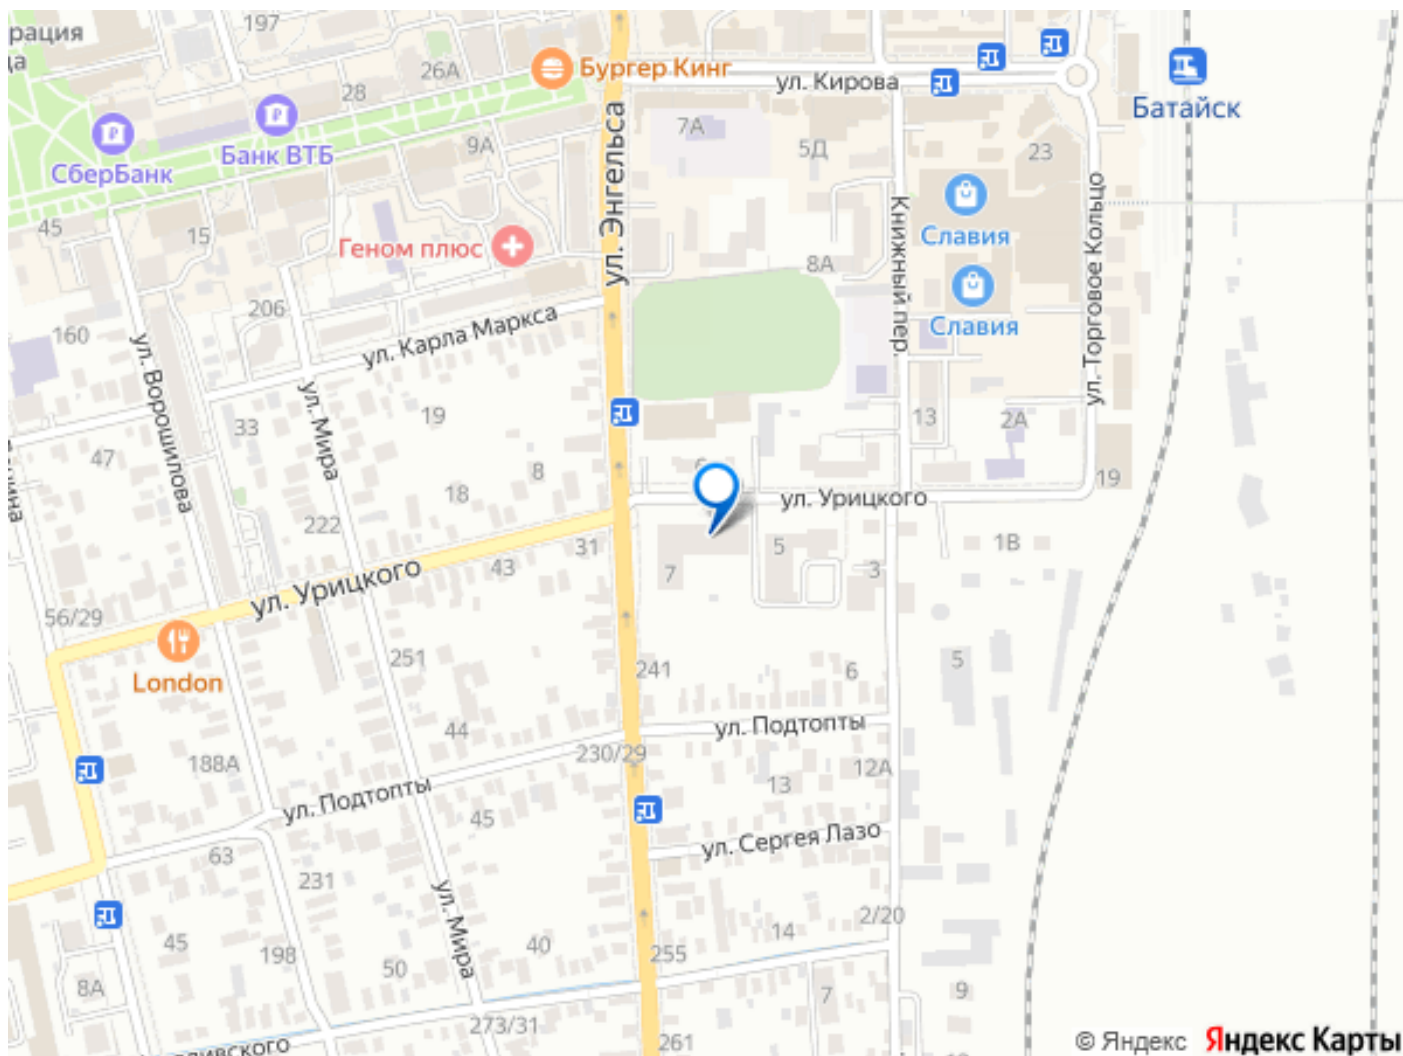 197
рация
да
26А
Бургер Кинг
ул. Кирова
Батайск
28
7А
Банк ВТБ
9А
5Д
23
СберБанк
ул. Энгельса
Книжный пер.
ул. Торговое Кольцо
45
15
Геном плюс
Славия
8А
206
Славия
160
ул. Карла Маркса
ул. Ворошилова
ул. Мира
33
19
13
2А
47
8
18
19
ул. Урицкого
222
31
43
5
7
3
1В
ул. Урицкого
56/29
251
241
6
5
London
44
ул. Подтопты
230/29
188А
12А
13
ул. Подтопты
45
ул. Сергея Лазо
63
231
ул. Мира
2/20
14
45
198
40
255
50
8А
7
9
273/31
261
© Яндекс Яндекс Карты